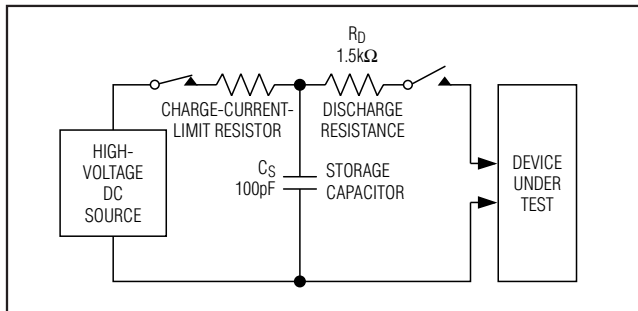 R_D
1.5kΩ
CHARGE-CURRENT-
LIMIT RESISTOR
DISCHARGE
RESISTANCE
HIGH-
VOLTAGE
DC
SOURCE
C_S
100pF
STORAGE
CAPACITOR
DEVICE
UNDER
TEST